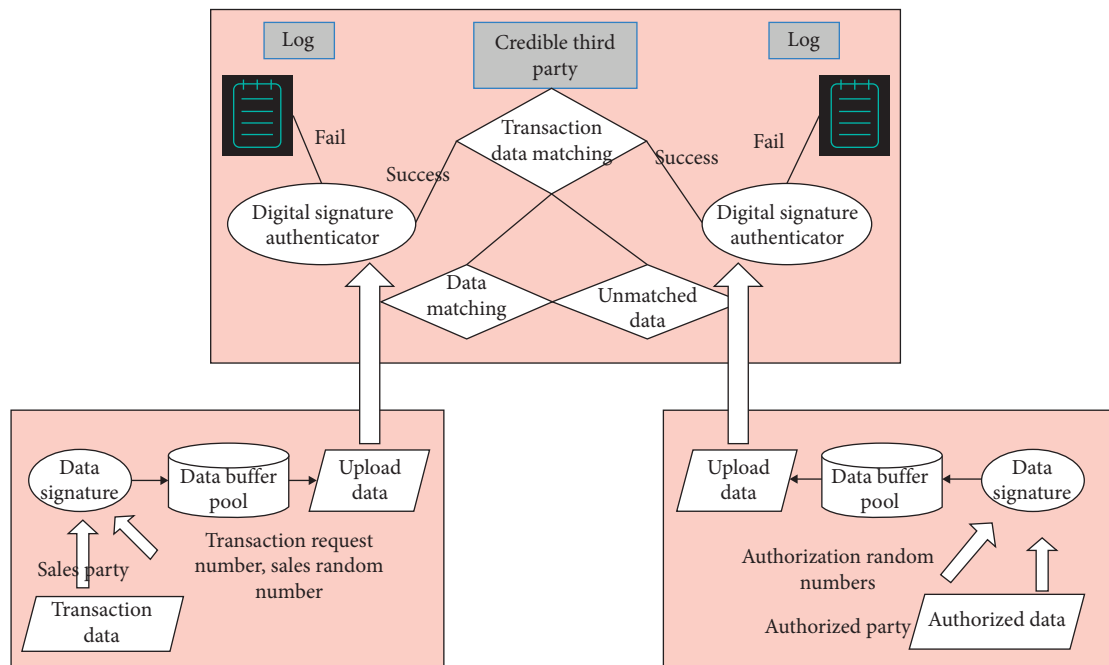 Log
Credible third
party
Log
Fail
Transaction
data matching
Fail
Success
Success
Digital signature
authenticator
Digital signature
authenticator
Data
matching
Unmatched
data
Data
signature
Data buffer
pool
Upload
data
Transaction request
number, sales random
number
Sales party
Transaction
data
Upload
data
Data buffer
pool
Data
signature
Authorization random
numbers
Authorized party
Authorized data